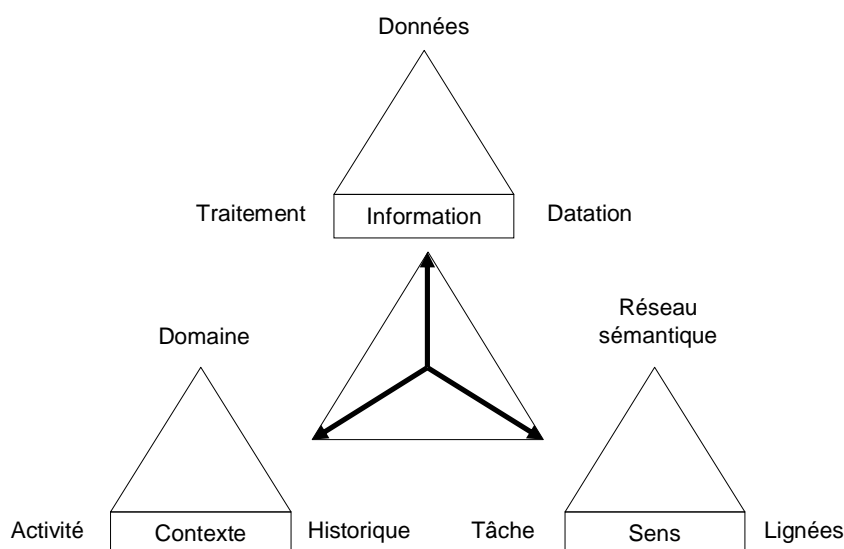 Données
Traitement Information Datation
Réseau
sémantique
Domaine
Activité Contexte Historique Tâche Sens Lignées